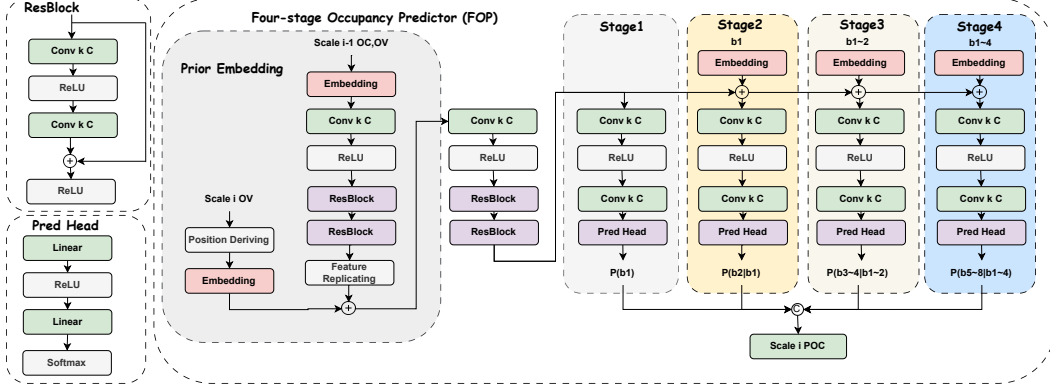 ResBlock
Conv k C
ReLU
Conv k C
+
ReLU
Pred Head
Linear
ReLU
Linear
Softmax
Four-stage Occupancy Predictor (FOP)
Prior Embedding
Scale i-1 OC,OV
Embedding
Conv k C
ReLU
ResBlock
ResBlock
Feature
Replicating
+
Scale i OV
Position Deriving
Embedding
Conv k C
ReLU
ResBlock
ResBlock
Stage1
Conv k C
ReLU
Conv k C
Pred Head
P(b1)
Stage2
b1
Embedding
+
Conv k C
ReLU
Conv k C
Pred Head
P(b2|b1)
Stage3
b1~2
Embedding
+
Conv k C
ReLU
Conv k C
Pred Head
P(b3~4|b1~2)
Stage4
b1~4
Embedding
+
Conv k C
ReLU
Conv k C
Pred Head
P(b5~8|b1~4)
C
Scale i POC